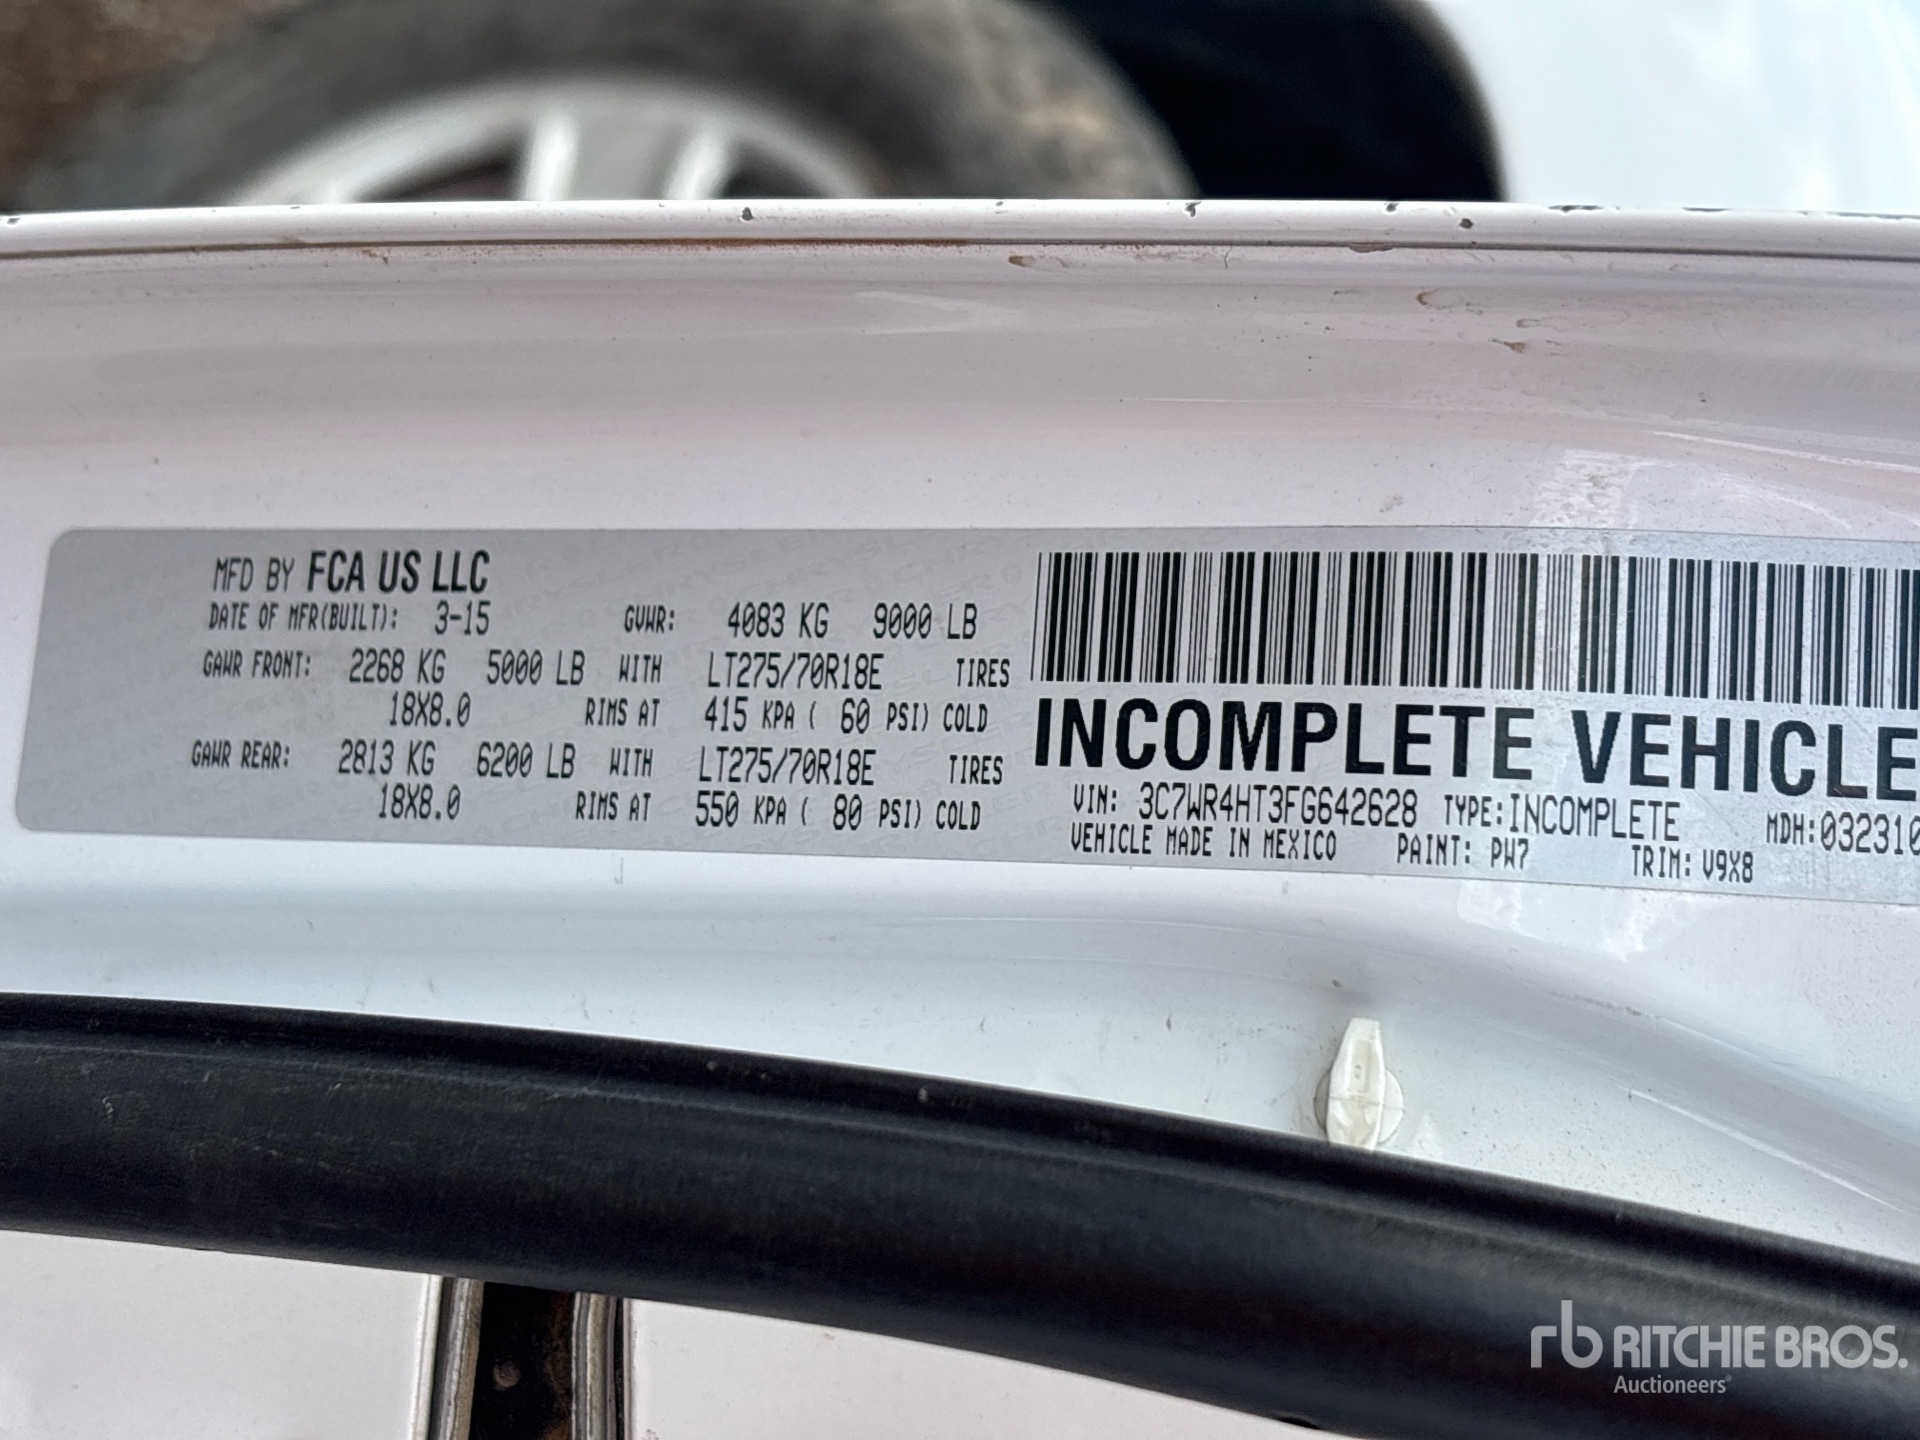 MFD BY FCA US LLC
DATE OF MFR(BUILT): 3-15 GVWR: 4083 KG 9000 LB
GAWR FRONT: 2268 KG 5000 LB WITH LT275/70R18E TIRES
18X8.0 RIMS AT 415 KPA ( 60 PSI) COLD
GAWR REAR: 2813 KG 6200 LB WITH LT275/70R18E TIRES
18X8.0 RIMS AT 550 KPA ( 80 PSI) COLD
INCOMPLETE VEHICLE
VIN: 3C7WR4HT3FG642628 TYPE:INCOMPLETE MDH:032310
VEHICLE MADE IN MEXICO PAINT: PW7 TRIM: V9X8
rb RITCHIE BROS.
Auctioneers